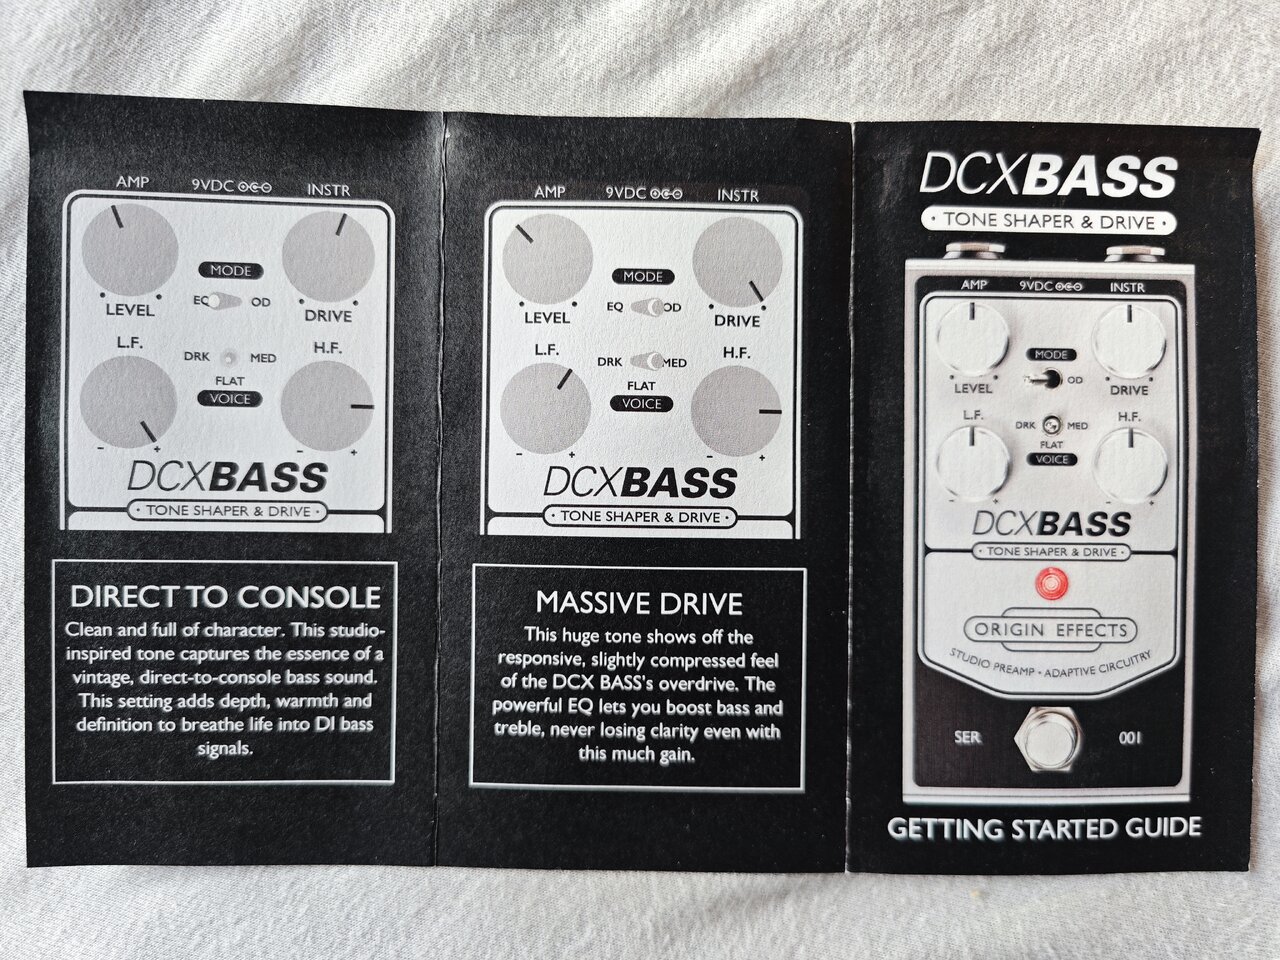 AMP 9VDC INSTR
MODE
EQ OD
LEVEL DRIVE
L.F. H.F.
DRK MED
FLAT
VOICE
- + - +
DCXBASS
· TONE SHAPER & DRIVE ·
DIRECT TO CONSOLE
Clean and full of character. This studio-
inspired tone captures the essence of a
vintage, direct-to-console bass sound.
This setting adds depth, warmth and
definition to breathe life into DI bass
signals.
AMP 9VDC INSTR
MODE
EQ OD
LEVEL DRIVE
L.F. H.F.
DRK MED
FLAT
VOICE
- + - +
DCXBASS
· TONE SHAPER & DRIVE ·
MASSIVE DRIVE
This huge tone shows off the
responsive, slightly compressed feel
of the DCX BASS's overdrive. The
powerful EQ lets you boost bass and
treble, never losing clarity even with
this much gain.
DCXBASS
· TONE SHAPER & DRIVE ·
AMP 9VDC INSTR
MODE
OD
LEVEL DRIVE
L.F. H.F.
DRK MED
FLAT
VOICE
- + - +
DCXBASS
· TONE SHAPER & DRIVE ·
ORIGIN EFFECTS
STUDIO PREAMP · ADAPTIVE CIRCUITRY
SER 001
GETTING STARTED GUIDE